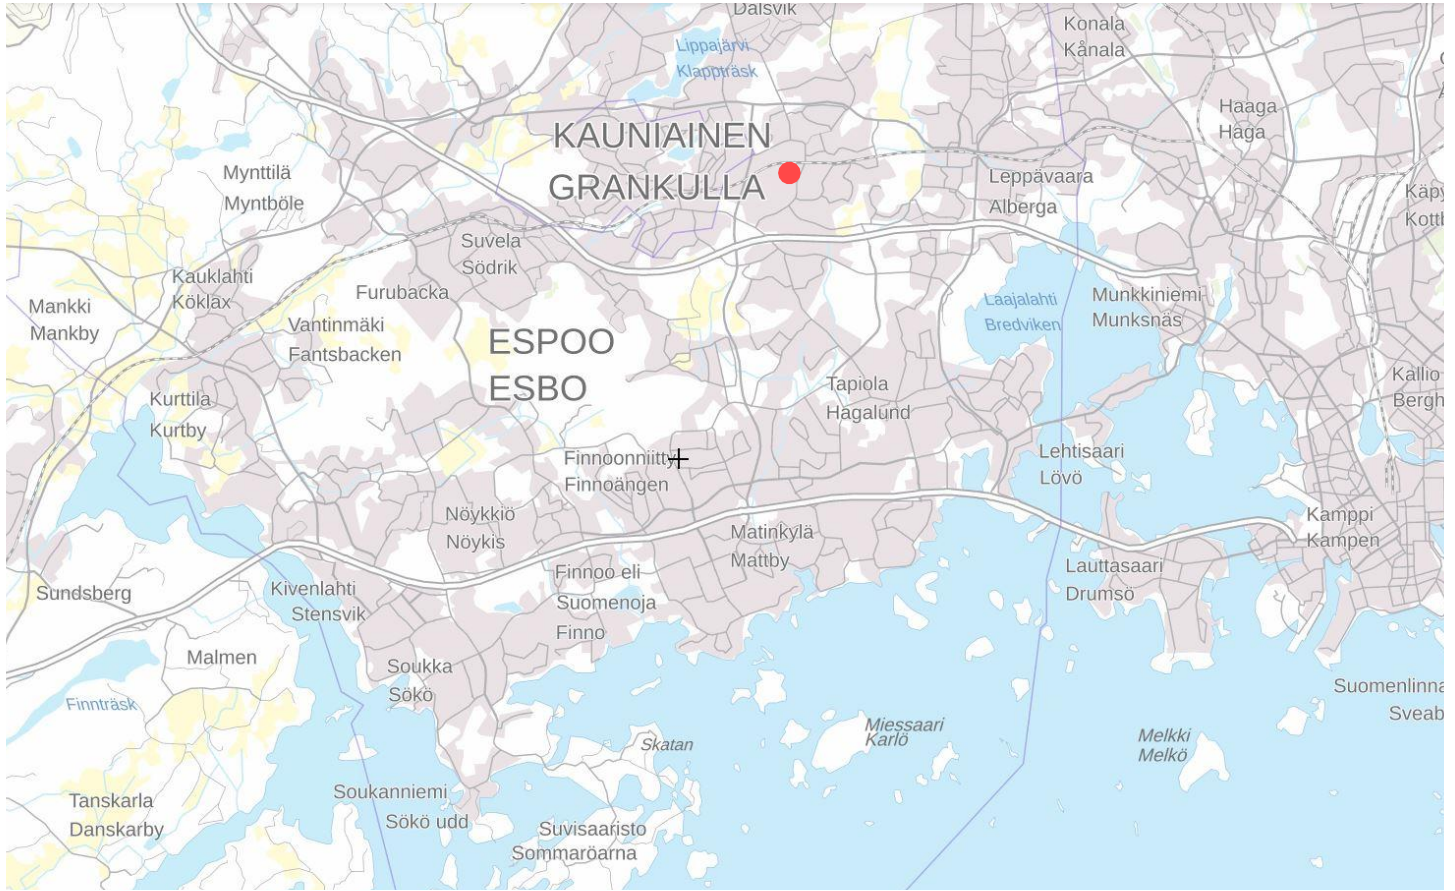 Dalsvik
Konala
Kånala
Lippajärvi
Klappträsk
Haaga
Haga
KAUNIAINEN
GRANKULLA
Mynttilä
Myntböle
Leppävaara
Alberga
Suvela
Södrik
Kauklahti
Köklax
Furubacka
Mankki
Mankby
Vantinmäki
Fantsbacken
Laajalahti
Bredviken
Munkkiniemi
Munksnäs
ESPOO
ESBO
Tapiola
Hagalund
Kallio
Bergh
Kurttila
Kurtby
Finnoonniitty
Finnoängen
Lehtisaari
Lövö
Nöykkiö
Nöykis
Matinkylä
Mattby
Kamppi
Kampen
Finnoo eli
Suomenoja
Finno
Lauttasaari
Drumsö
Kivenlahti
Stensvik
Sundsberg
Malmen
Soukka
Sökö
Finnträsk
Suomenlinna
Sveab
Skatan
Miessaari
Karlö
Melkki
Melkö
Soukanniemi
Sökö udd
Tanskarla
Danskarby
Suvisaaristo
Sommaröarna